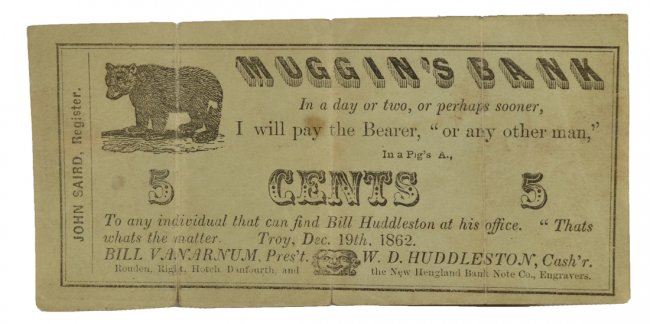 JOHN SAIRD, Register.
MUGGIN'S BANK
In a day or two, or perhaps sooner,
I will pay the Bearer, "or any other man,"
In a Pig's A.,
5 CENTS 5
To any individual that can find Bill Huddleston at his office. "Thats
whats the matter. Troy, Dec. 19th, 1862.
BILL VANARNUM, Pres't. W. D. HUDDLESTON, Cash'r.
Rouden, Right, Hotch, Danfourth, and the New Hengland Bank Note Co., Engravers.